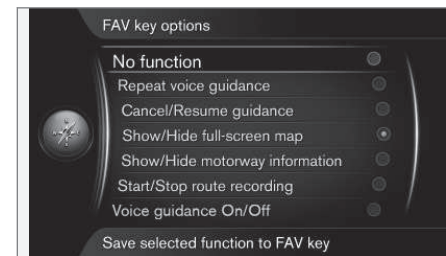 FAV key options
No function
Repeat voice guidance
Cancel/Resume guidance
Show/Hide full-screen map
Show/Hide motorway information
Start/Stop route recording
Voice guidance On/Off
Save selected function to FAV key